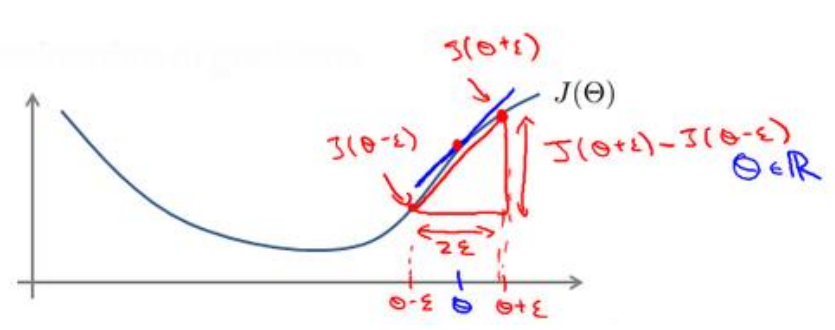 J(θ+ε)
J(Θ)
J(θ-ε)
J(θ+ε) - J(θ-ε)
θ ∈ ℝ
2ε
θ-ε θ θ+ε